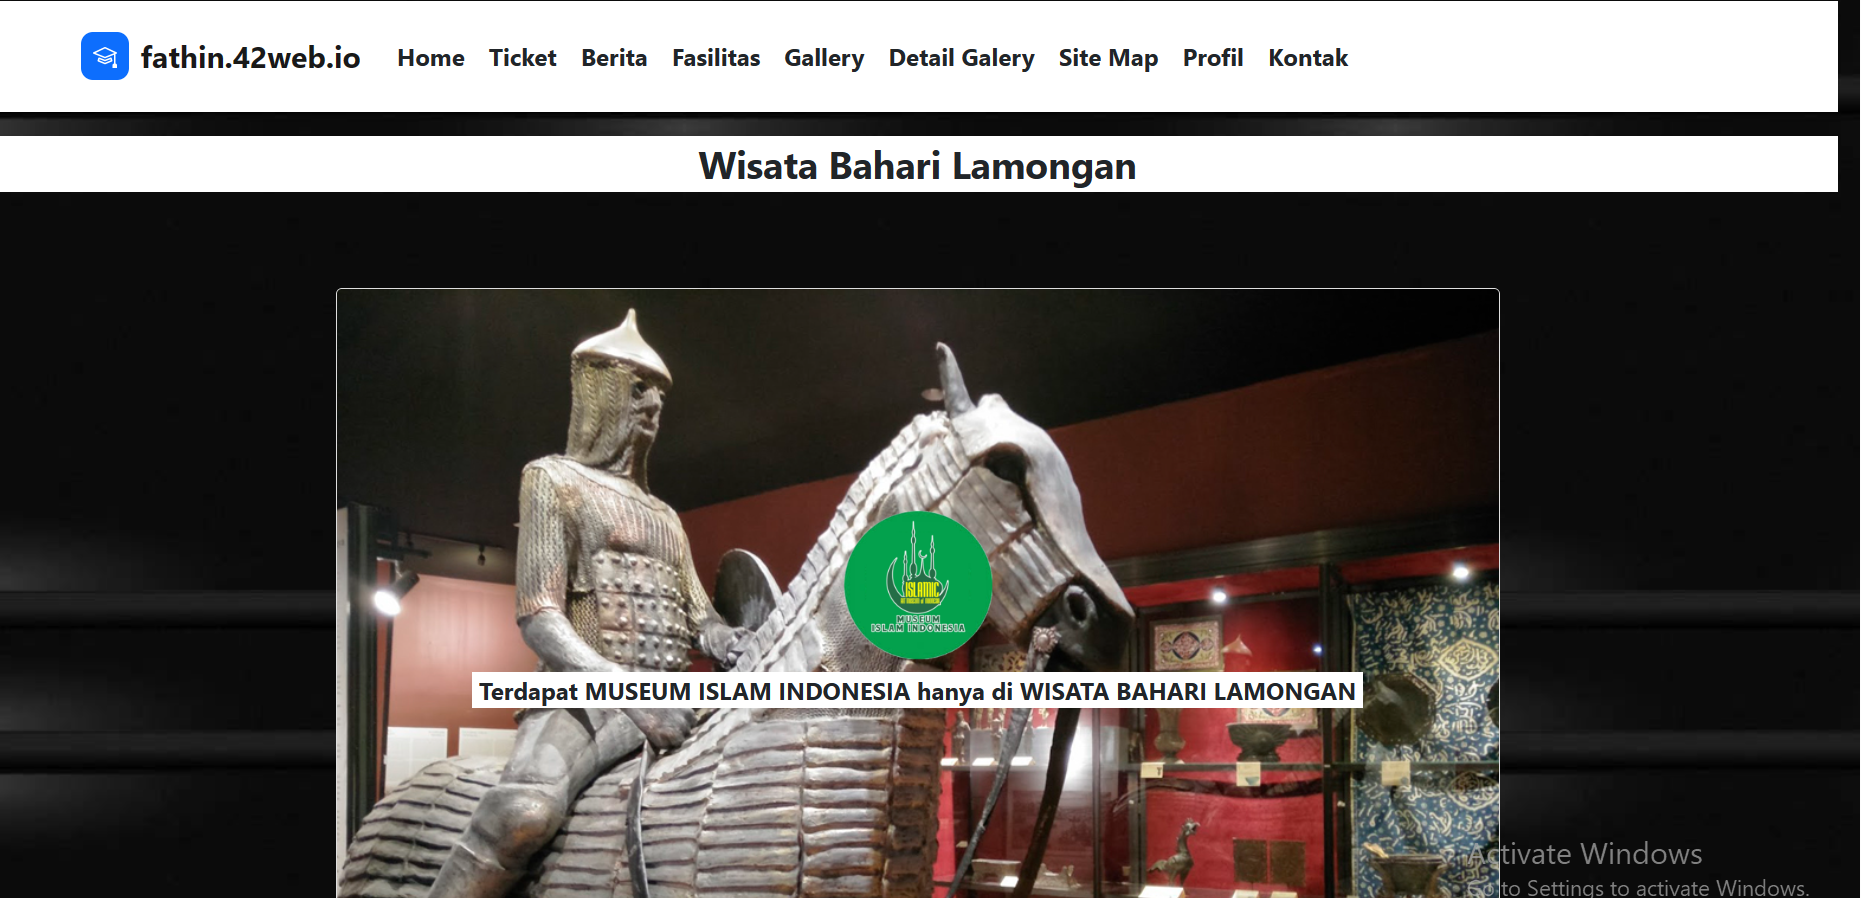 fathin.42web.io Home Ticket Berita Fasilitas Gallery Detail Galery Site Map Profil Kontak
Wisata Bahari Lamongan
ISLAMIC
MUSEUM
ISLAM INDONESIA
Terdapat MUSEUM ISLAM INDONESIA hanya di WISATA BAHARI LAMONGAN
Activate Windows
Go to Settings to activate Windows.